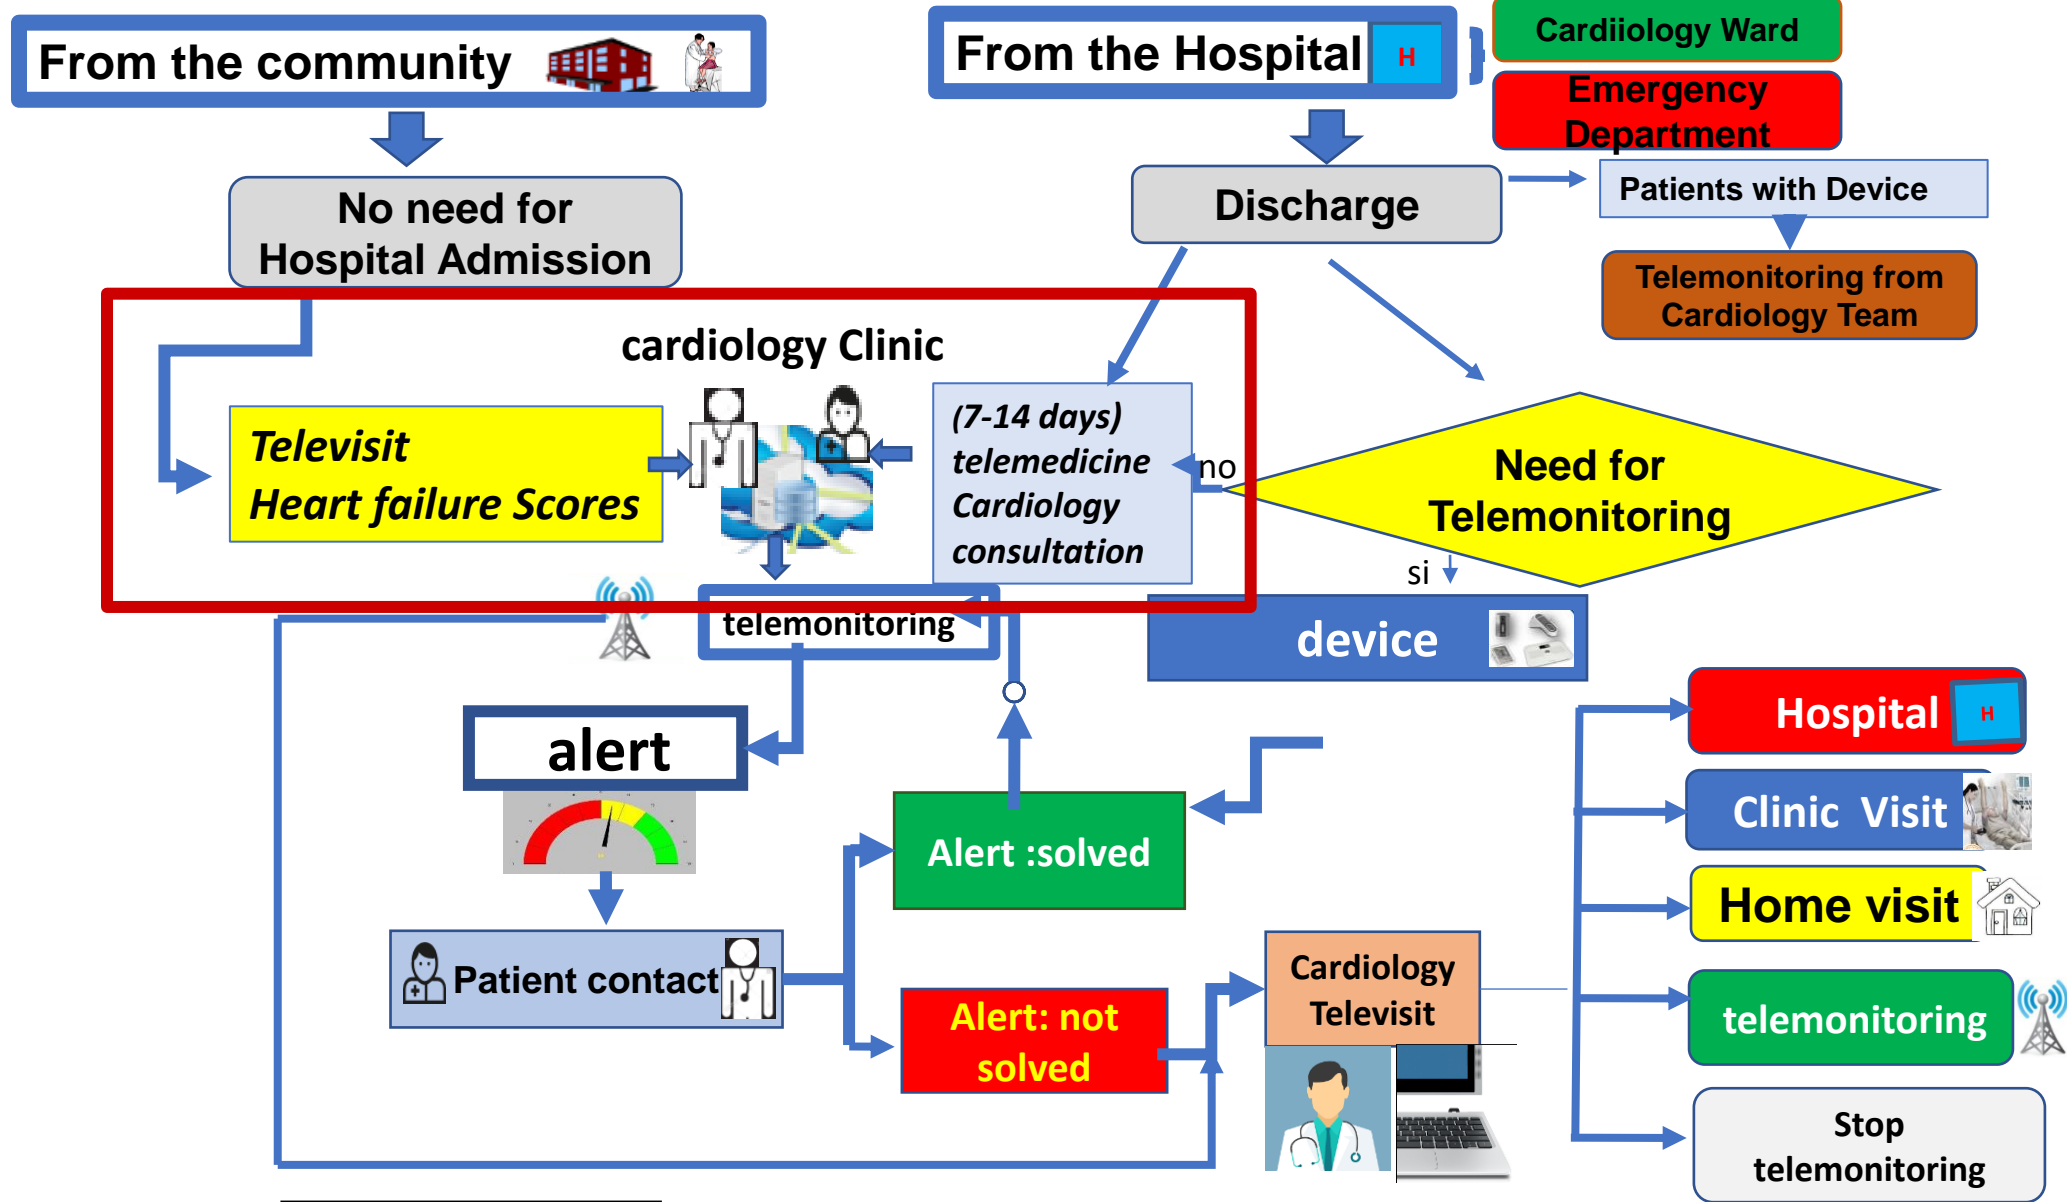 From the community
From the Hospital
H
Cardiiology Ward
Emergency
Department
No need for
Hospital Admission
Discharge
Patients with Device
Telemonitoring from
Cardiology Team
cardiology Clinic
Televisit
Heart failure Scores
(7-14 days)
telemedicine
Cardiology
consultation
no
Need for
Telemonitoring
si
telemonitoring
device
alert
Hospital
H
Clinic Visit
Alert :solved
Home visit
Patient contact
Cardiology
Televisit
Alert: not
solved
telemonitoring
Stop
telemonitoring